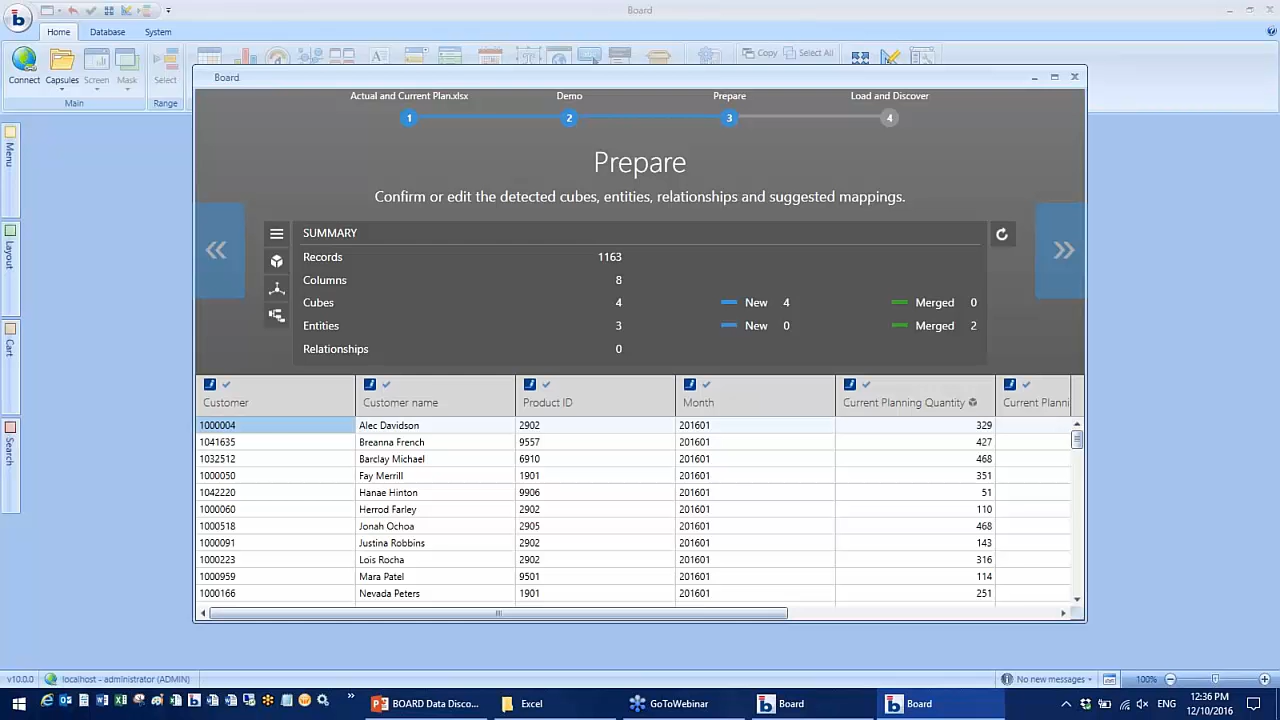 Board
Home Database System
Connect Capsules Screen Mask Select Copy Select All
Main Range
Board
Actual and Current Plan.xlsx Demo Prepare Load and Discover
1 2 3 4
Prepare
Confirm or edit the detected cubes, entities, relationships and suggested mappings.
SUMMARY
Records 1163
Columns 8
Cubes 4 New 4 Merged 0
Entities 3 New 0 Merged 2
Relationships 0
Customer Customer name Product ID Month Current Planning Quantity Current Planni
1000004 Alec Davidson 2902 201601 329
1041635 Breanna French 9557 201601 427
1032512 Barclay Michael 6910 201601 468
1000050 Fay Merrill 1901 201601 351
1042220 Hanae Hinton 9906 201601 51
1000060 Herrod Farley 2902 201601 110
1000518 Jonah Ochoa 2905 201601 468
1000091 Justina Robbins 2902 201601 143
1000223 Lois Rocha 2902 201601 316
1000959 Mara Patel 9501 201601 114
1000166 Nevada Peters 1901 201601 251
Menu
Layout
Cart
Search
v10.0.0 localhost - administrator (ADMIN) No new messages 100%
BOARD Data Disco... Excel GoToWebinar Board Board ENG 12:36 PM
12/10/2016